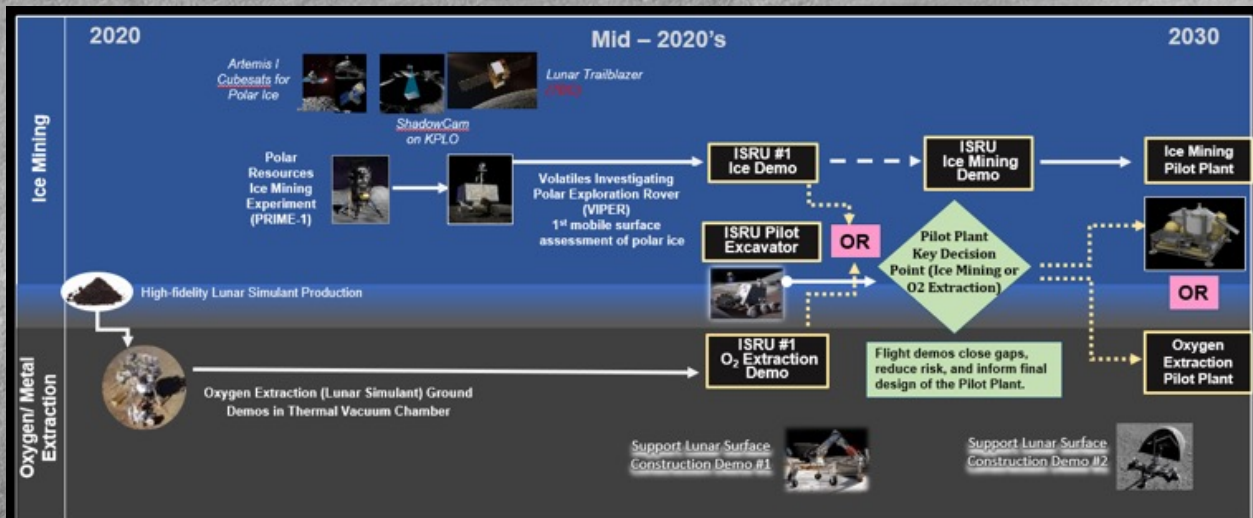 2020
Mid – 2020's
2030
Ice Mining
Artemis I
Cubesats for
Polar Ice
ShadowCam
on KPLO
Lunar Trailblazer
Polar
Resources
Ice Mining
Experiment
(PRIME-1)
Volatiles Investigating
Polar Exploration Rover
(VIPER)
1st mobile surface
assessment of polar ice
ISRU #1
Ice Demo
ISRU
Ice Mining
Demo
Ice Mining
Pilot Plant
ISRU Pilot
Excavator
OR
Pilot Plant
Key Decision
Point (Ice Mining or
O2 Extraction)
OR
High-fidelity Lunar Simulant Production
Oxygen/ Metal
Extraction
Oxygen Extraction (Lunar Simulant) Ground
Demos in Thermal Vacuum Chamber
ISRU #1
O₂ Extraction
Demo
Flight demos close gaps,
reduce risk, and inform final
design of the Pilot Plant.
Oxygen
Extraction
Pilot Plant
Support Lunar Surface
Construction Demo #1
Support Lunar Surface
Construction Demo #2